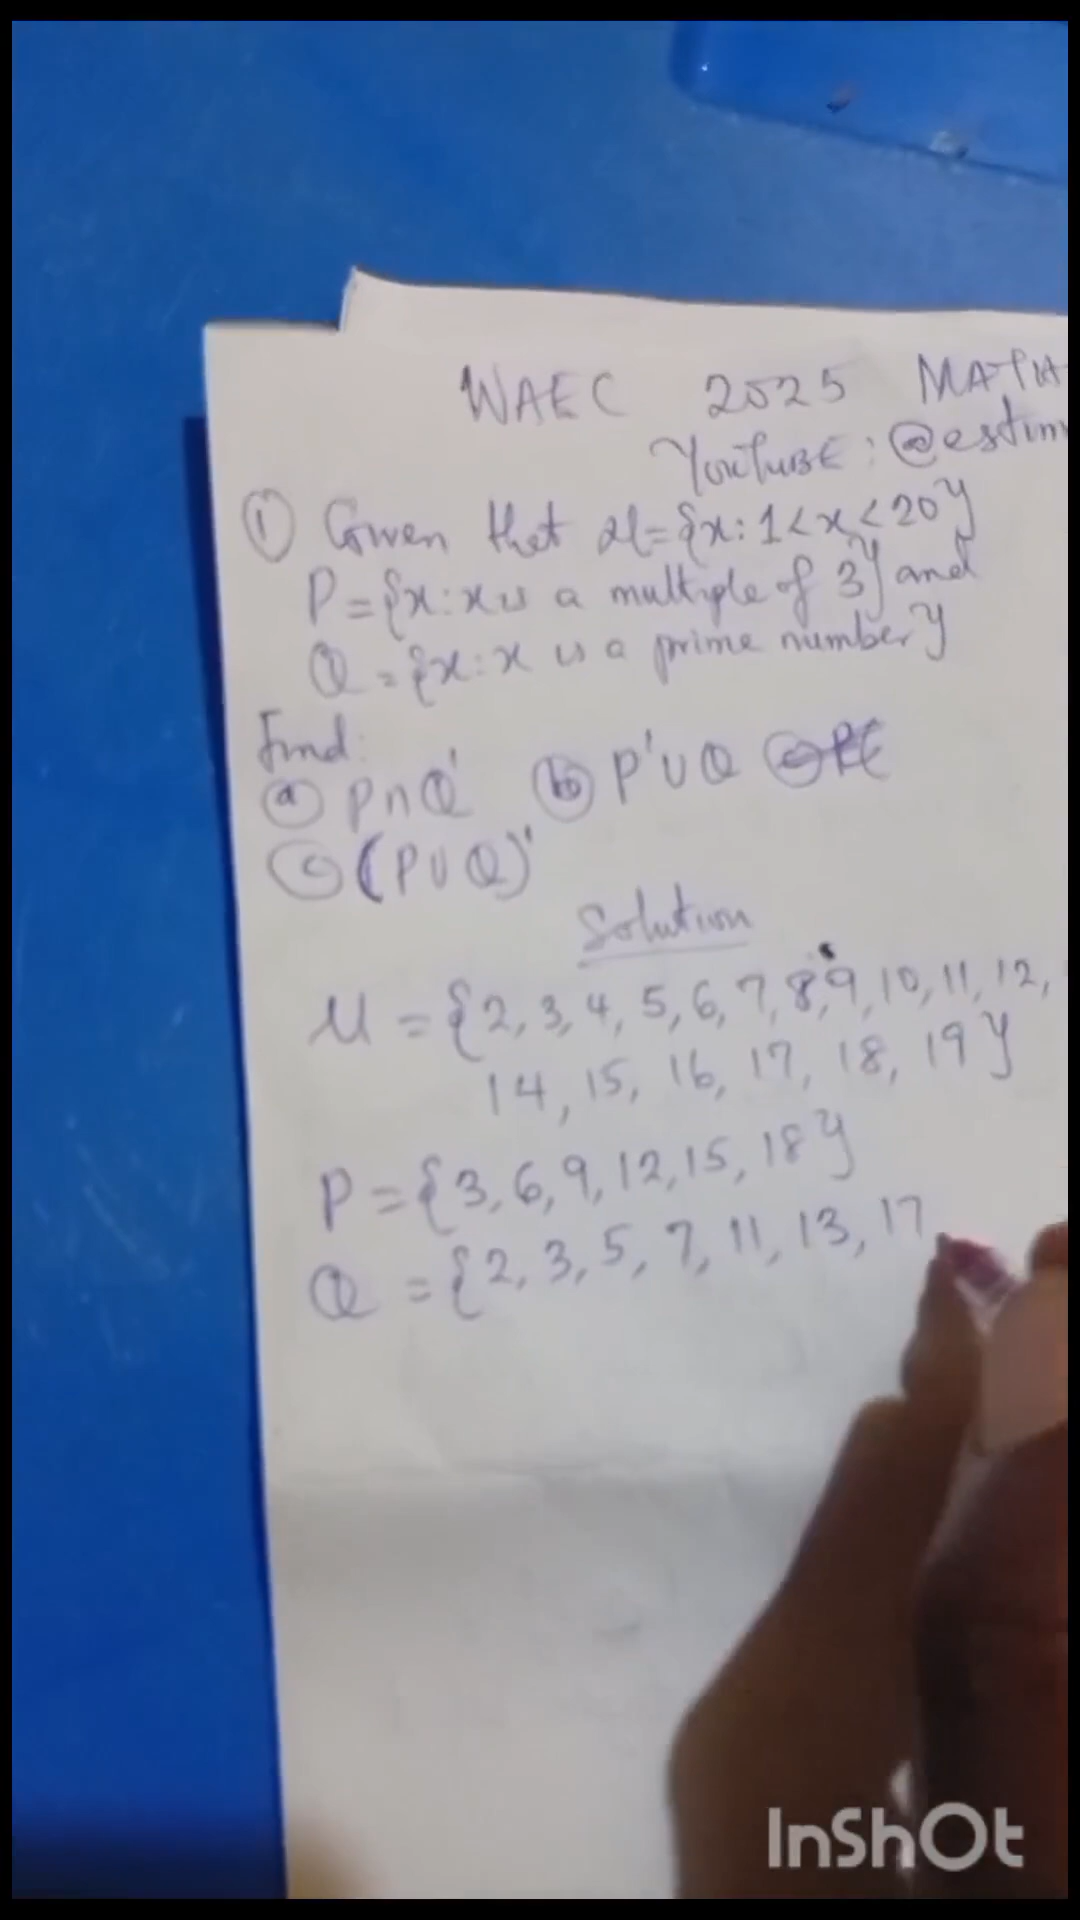 WAEC 2025 MATH
YOUTUBE: @estim
① Given that U={x: 1<x<20}
P={x: x is a multiple of 3} and
Q={x: x is a prime number}
Find:
ⓐ P∩Q' ⓑ P'∪Q
ⓒ (P∪Q)'
Solution
U = {2, 3, 4, 5, 6, 7, 8, 9, 10, 11, 12,
14, 15, 16, 17, 18, 19}
P = {3, 6, 9, 12, 15, 18}
Q = {2, 3, 5, 7, 11, 13, 17
InShOt